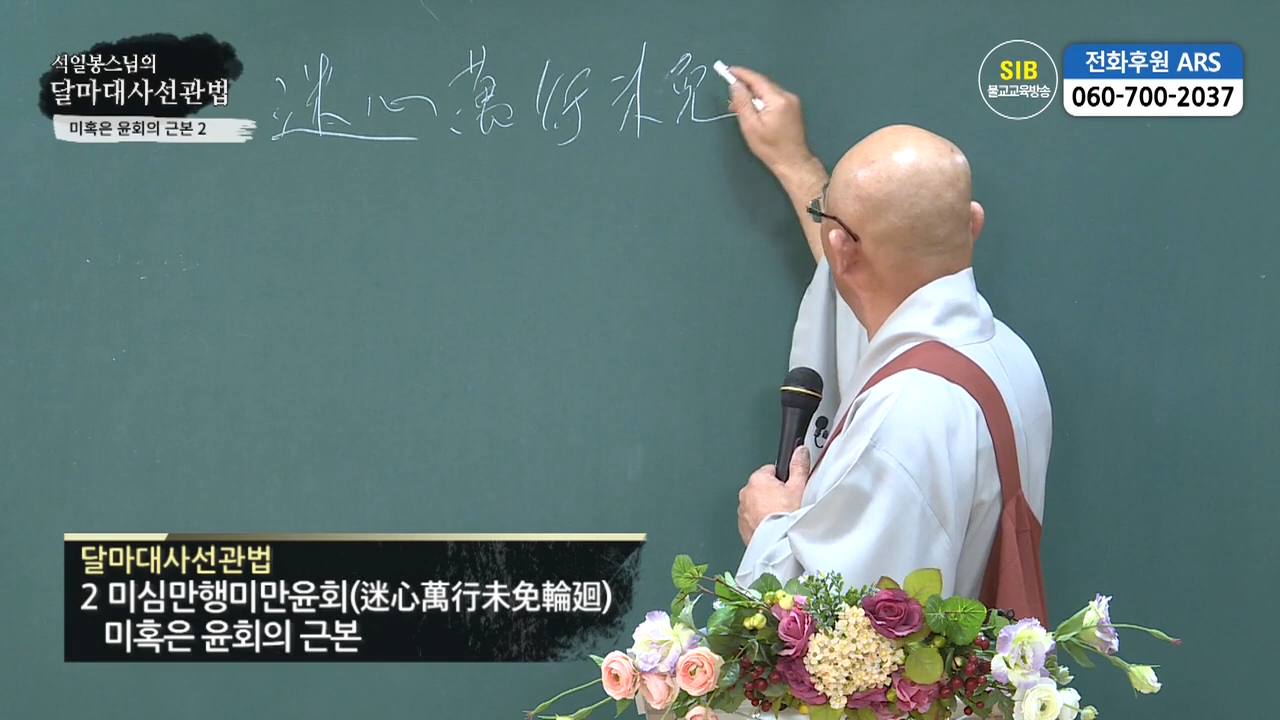 석일봉스님의
달마대사선관법
미혹은 윤회의 근본 2
迷心萬行未免
SIB
불교교육방송
전화후원 ARS
060-700-2037
달마대사선관법
2 미심만행미만윤회(迷心萬行未免輪廻)
미혹은 윤회의 근본